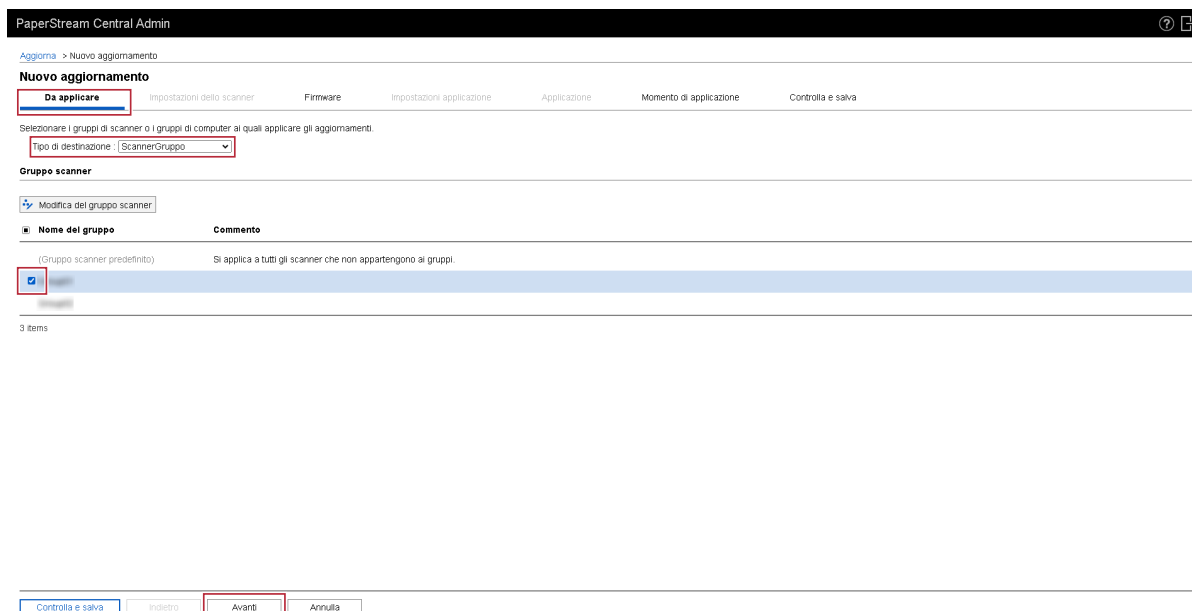 PaperStream Central Admin
Aggiorna > Nuovo aggiornamento
Nuovo aggiornamento
Da applicare Impostazioni dello scanner Firmware Impostazioni applicazione Applicazione Momento di applicazione Controlla e salva
Selezionare i gruppi di scanner o i gruppi di computer ai quali applicare gli aggiornamenti.
Tipo di destinazione : ScannerGruppo
Gruppo scanner
Modifica del gruppo scanner
Nome del gruppo Commento
(Gruppo scanner predefinito) Si applica a tutti gli scanner che non appartengono ai gruppi.
3 items
Controlla e salva Indietro Avanti Annulla